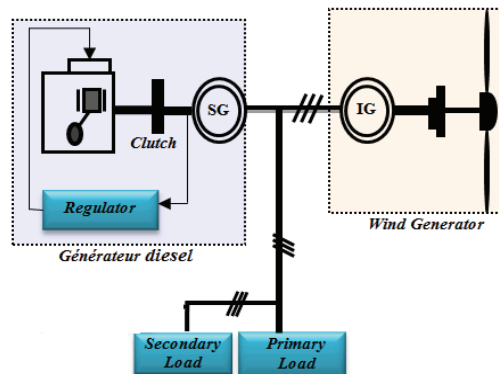 SG
IG
Clutch
Regulator
Wind Generator
Générateur diesel
Secondary
Load
Primary
Load